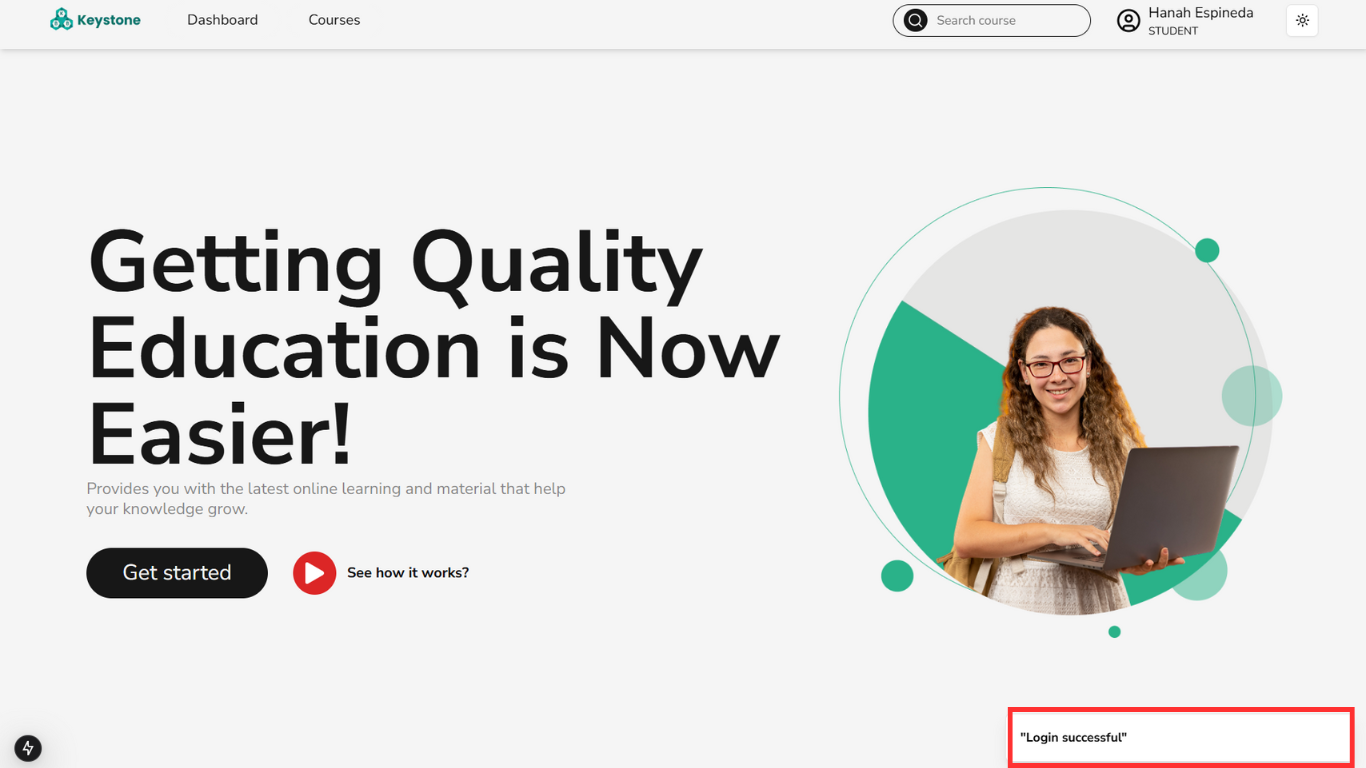 Keystone
Dashboard
Courses
Search course
Hanah Espineda
STUDENT
Getting Quality
Education is Now
Easier!
Provides you with the latest online learning and material that help
your knowledge grow.
Get started
See how it works?
"Login successful"